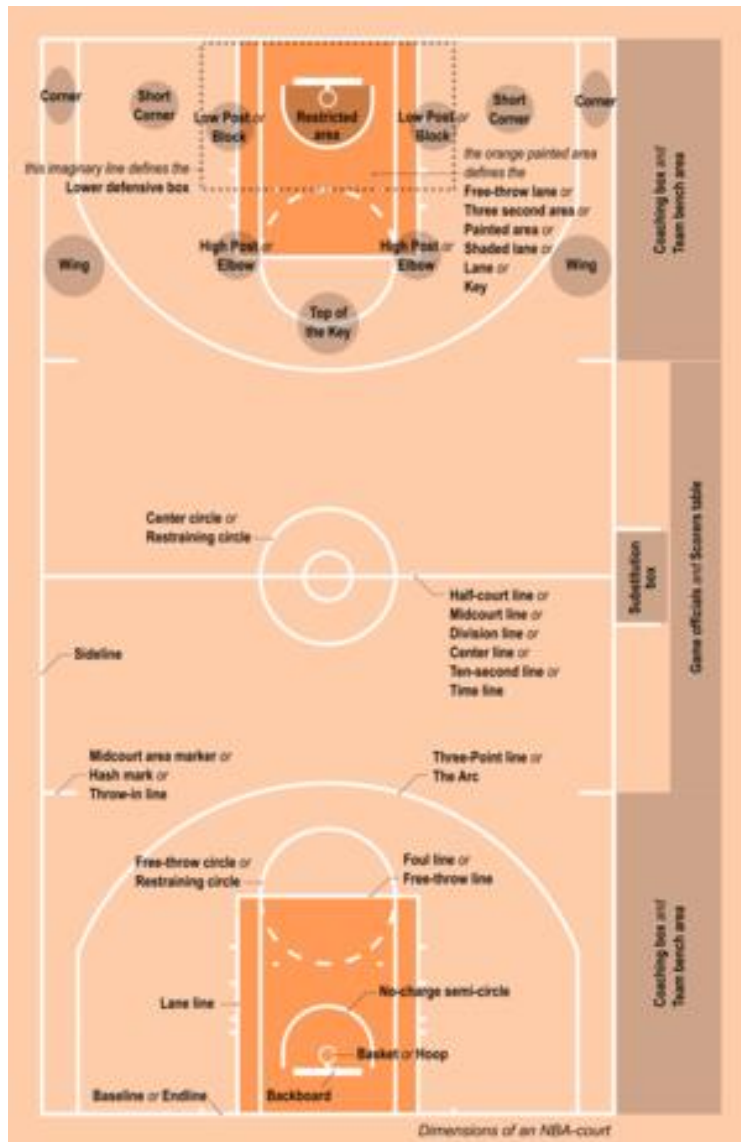 Corner
Short
Corner
Low Post or
Block
Restricted
area
Low Post or
Block
Short
Corner
Corner
this imaginary line defines the
Lower defensive box
the orange painted area
defines the
Free-throw lane or
Three second area or
Painted area or
Shaded lane or
Lane or
Key
Wing
High Post or
Elbow
High Post or
Elbow
Wing
Top of
the Key
Coaching box and
Team bench area
Center circle or
Restraining circle
Half-court line or
Midcourt line or
Division line or
Center line or
Ten-second line or
Time line
Substitution
box
Game officials and Scorers table
Sideline
Midcourt area marker or
Hash mark or
Throw-in line
Three-Point line or
The Arc
Free-throw circle or
Restraining circle
Foul line or
Free-throw line
Coaching box and
Team bench area
Lane line
No-charge semi-circle
Basket or Hoop
Baseline or Endline
Backboard
Dimensions of an NBA-court